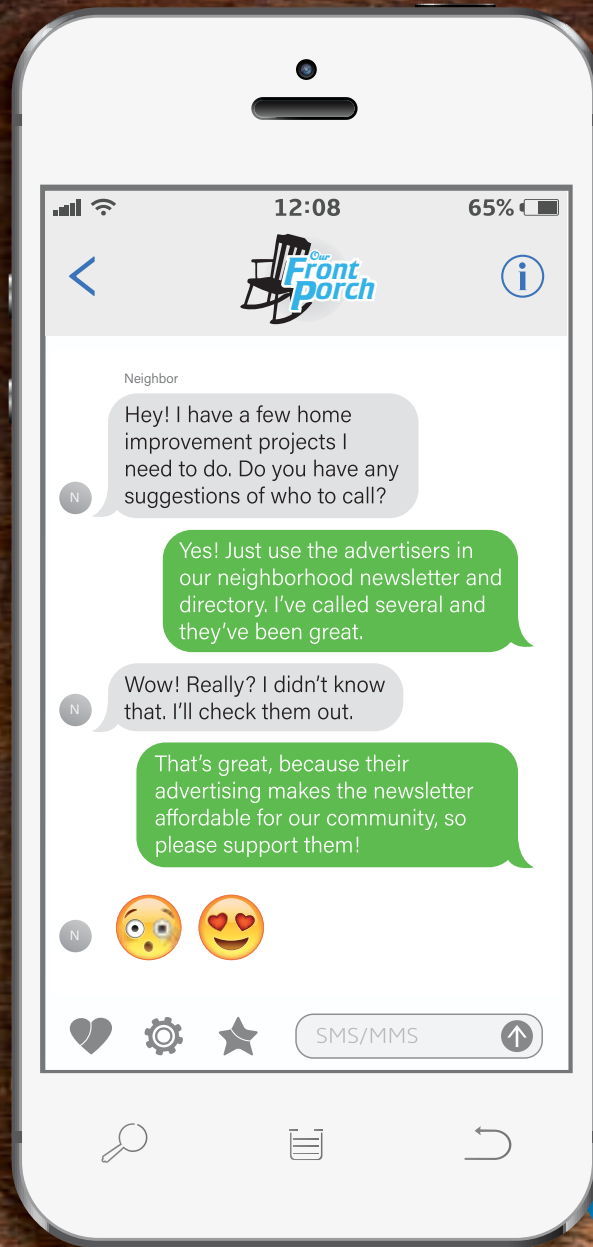 12:08
65%
Our
Front
Porch
i
Neighbor
Hey! I have a few home
improvement projects I
need to do. Do you have any
suggestions of who to call?
N
Yes! Just use the advertisers in
our neighborhood newsletter and
directory. I've called several and
they've been great.
Wow! Really? I didn't know
that. I'll check them out.
N
That's great, because their
advertising makes the newsletter
affordable for our community, so
please support them!
N
SMS/MMS